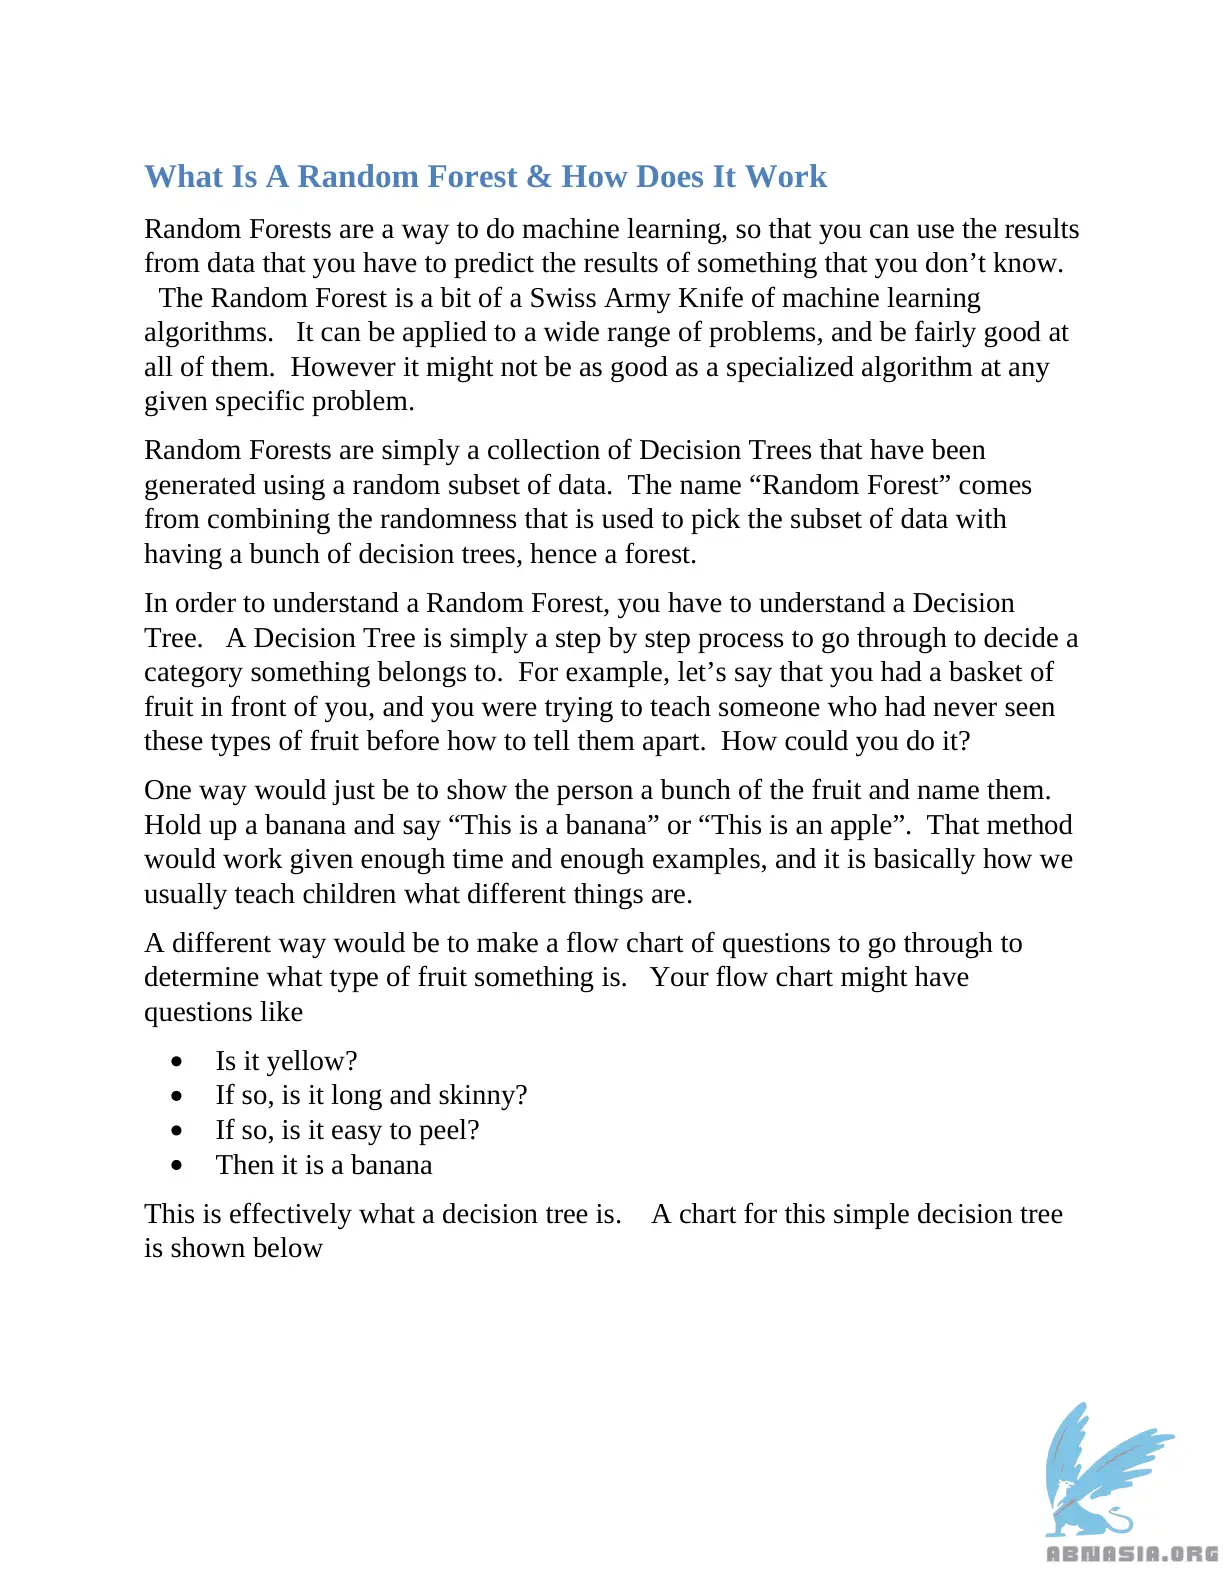 What Is A Random Forest & How Does It Work
Random Forests are a way to do machine learning, so that you can use the results
from data that you have to predict the results of something that you don’t know.
The Random Forest is a bit of a Swiss Army Knife of machine learning
algorithms.   It can be applied to a wide range of problems, and be fairly good at
all of them.  However it might not be as good as a specialized algorithm at any
given specific problem.
Random Forests are simply a collection of Decision Trees that have been
generated using a random subset of data.  The name “Random Forest” comes
from combining the randomness that is used to pick the subset of data with
having a bunch of decision trees, hence a forest.
In order to understand a Random Forest, you have to understand a Decision
Tree.   A Decision Tree is simply a step by step process to go through to decide a
category something belongs to.  For example, let’s say that you had a basket of
fruit in front of you, and you were trying to teach someone who had never seen
these types of fruit before how to tell them apart.  How could you do it?
One way would just be to show the person a bunch of the fruit and name them.
Hold up a banana and say “This is a banana” or “This is an apple”.  That method
would work given enough time and enough examples, and it is basically how we
usually teach children what different things are.
A different way would be to make a flow chart of questions to go through to
determine what type of fruit something is.   Your flow chart might have
questions like
• Is it yellow?
• If so, is it long and skinny?
• If so, is it easy to peel?
• Then it is a banana
This is effectively what a decision tree is.    A chart for this simple decision tree
is shown below
ABNASIA.ORG